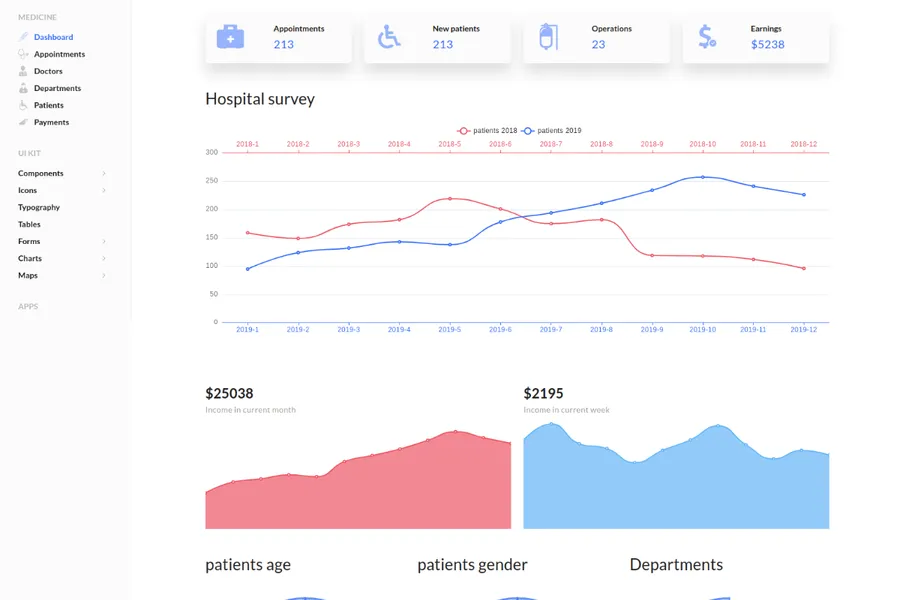 MEDICINE
Dashboard
Appointments
Doctors
Departments
Patients
Payments
UI KIT
Components
Icons
Typography
Tables
Forms
Charts
Maps
APPS
Appointments
213
New patients
213
Operations
23
Earnings
$5238
Hospital survey
patients 2018 patients 2019
2018-1 2018-2 2018-3 2018-4 2018-5 2018-6 2018-7 2018-8 2018-9 2018-10 2018-11 2018-12
300
250
200
150
100
50
0
2019-1 2019-2 2019-3 2019-4 2019-5 2019-6 2019-7 2019-8 2019-9 2019-10 2019-11 2019-12
$25038
Income in current month
$2195
Income in current week
patients age
patients gender
Departments